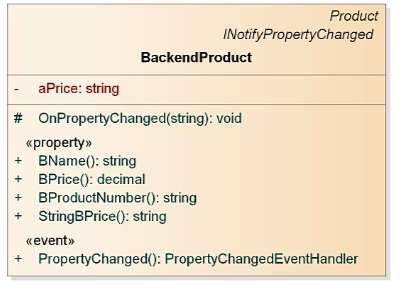 Product
INotifyPropertyChanged
BackendProduct
- aPrice: string
# OnPropertyChanged(string): void
«property»
+ BName(): string
+ BPrice(): decimal
+ BProductNumber(): string
+ StringBPrice(): string
«event»
+ PropertyChanged(): PropertyChangedEventHandler